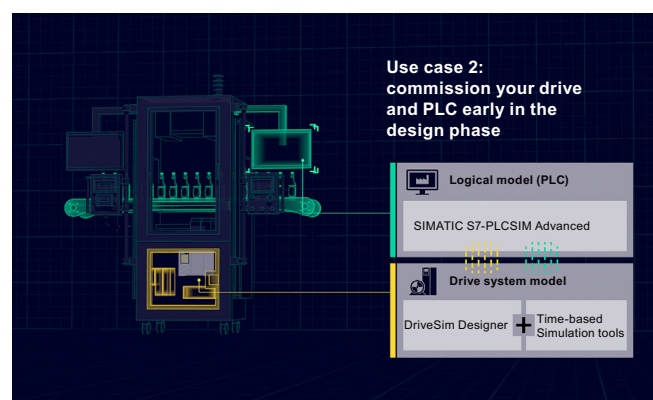 Use case 2:
commission your drive
and PLC early in the
design phase
Logical model (PLC)
SIMATIC S7-PLCSIM Advanced
Drive system model
DriveSim Designer
+
Time-based
Simulation tools